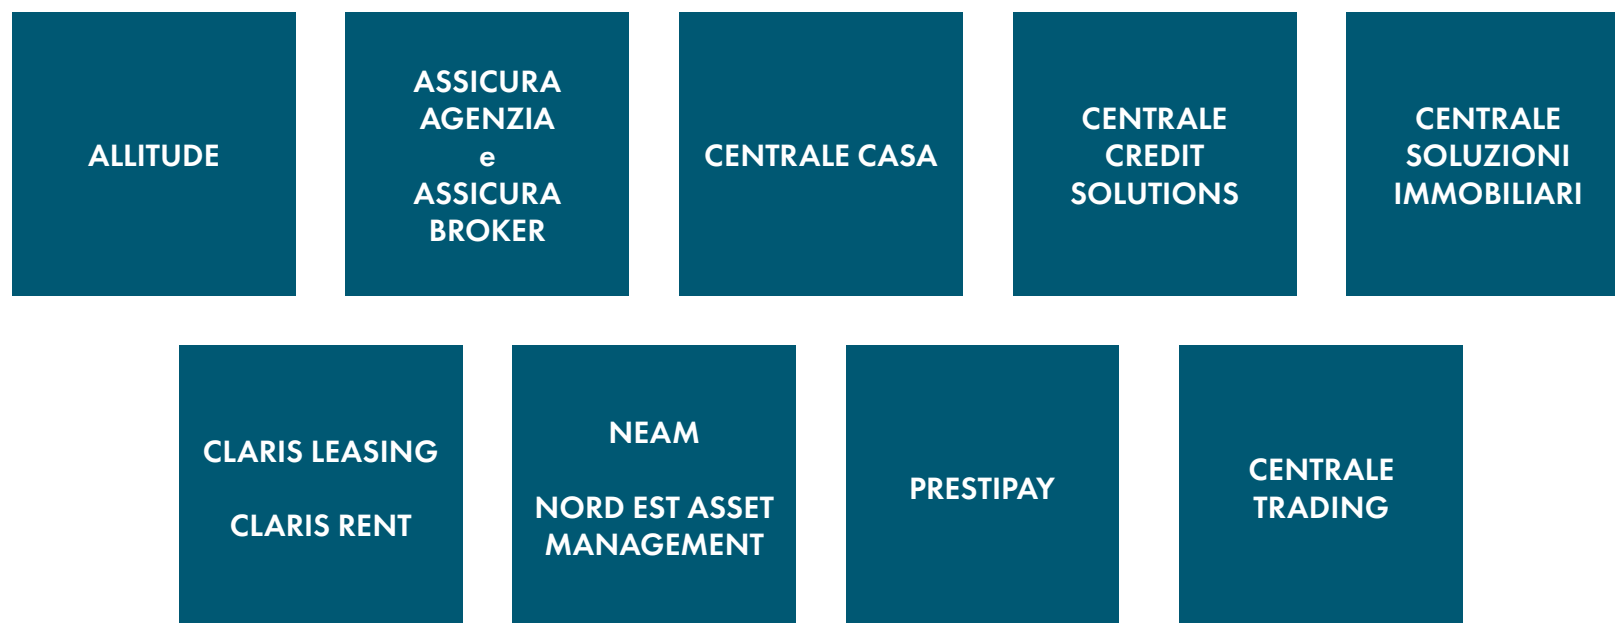 ALLITUDE
ASSICURA
AGENZIA
e
ASSICURA
BROKER
CENTRALE CASA
CENTRALE
CREDIT
SOLUTIONS
CENTRALE
SOLUZIONI
IMMOBILIARI
CLARIS LEASING
CLARIS RENT
NEAM
NORD EST ASSET
MANAGEMENT
PRESTIPAY
CENTRALE
TRADING